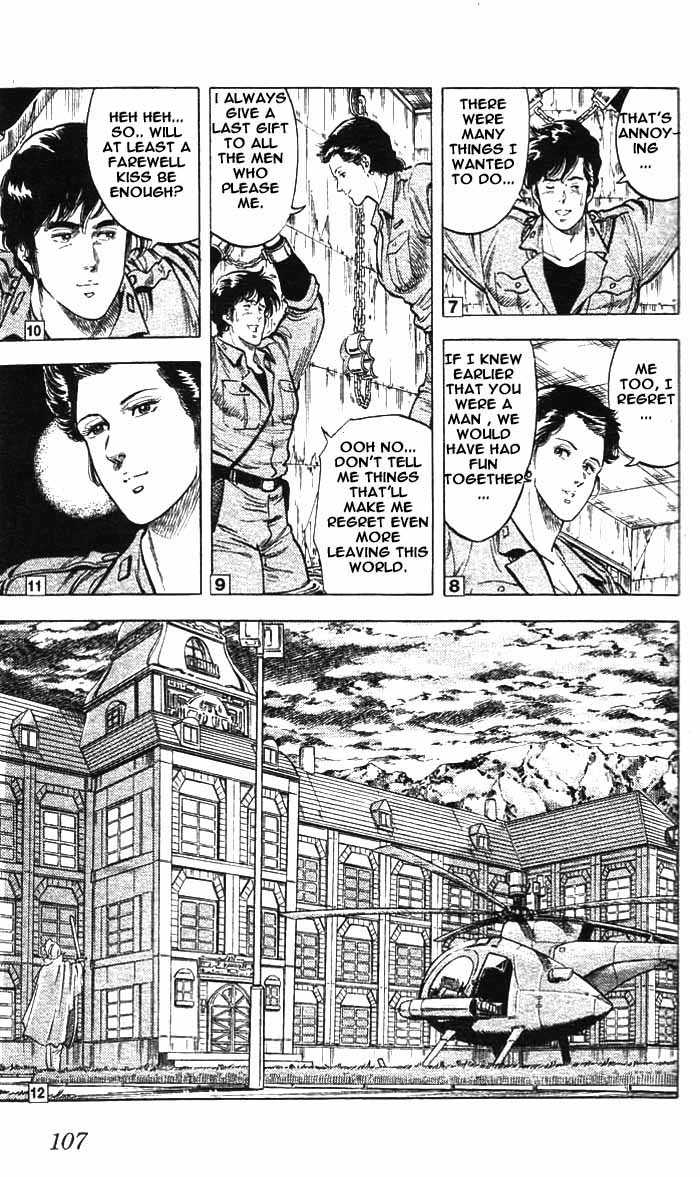 THAT'S
ANNOY-
ING
...
THERE
WERE
MANY
THINGS I
WANTED
TO DO...
7
ME
TOO, I
REGRET
...
IF I KNEW
EARLIER
THAT YOU
WERE A
MAN , WE
WOULD
HAVE HAD
FUN
TOGETHER
...
8
I ALWAYS
GIVE A
LAST GIFT
TO ALL
THE MEN
WHO
PLEASE
ME.
OOH NO...
DON'T TELL
ME THINGS
THAT'LL
MAKE ME
REGRET EVEN
MORE
LEAVING THIS
WORLD.
9
HEH HEH...
SO.. WILL
AT LEAST A
FAREWELL
KISS BE
ENOUGH?
10
11
12
107